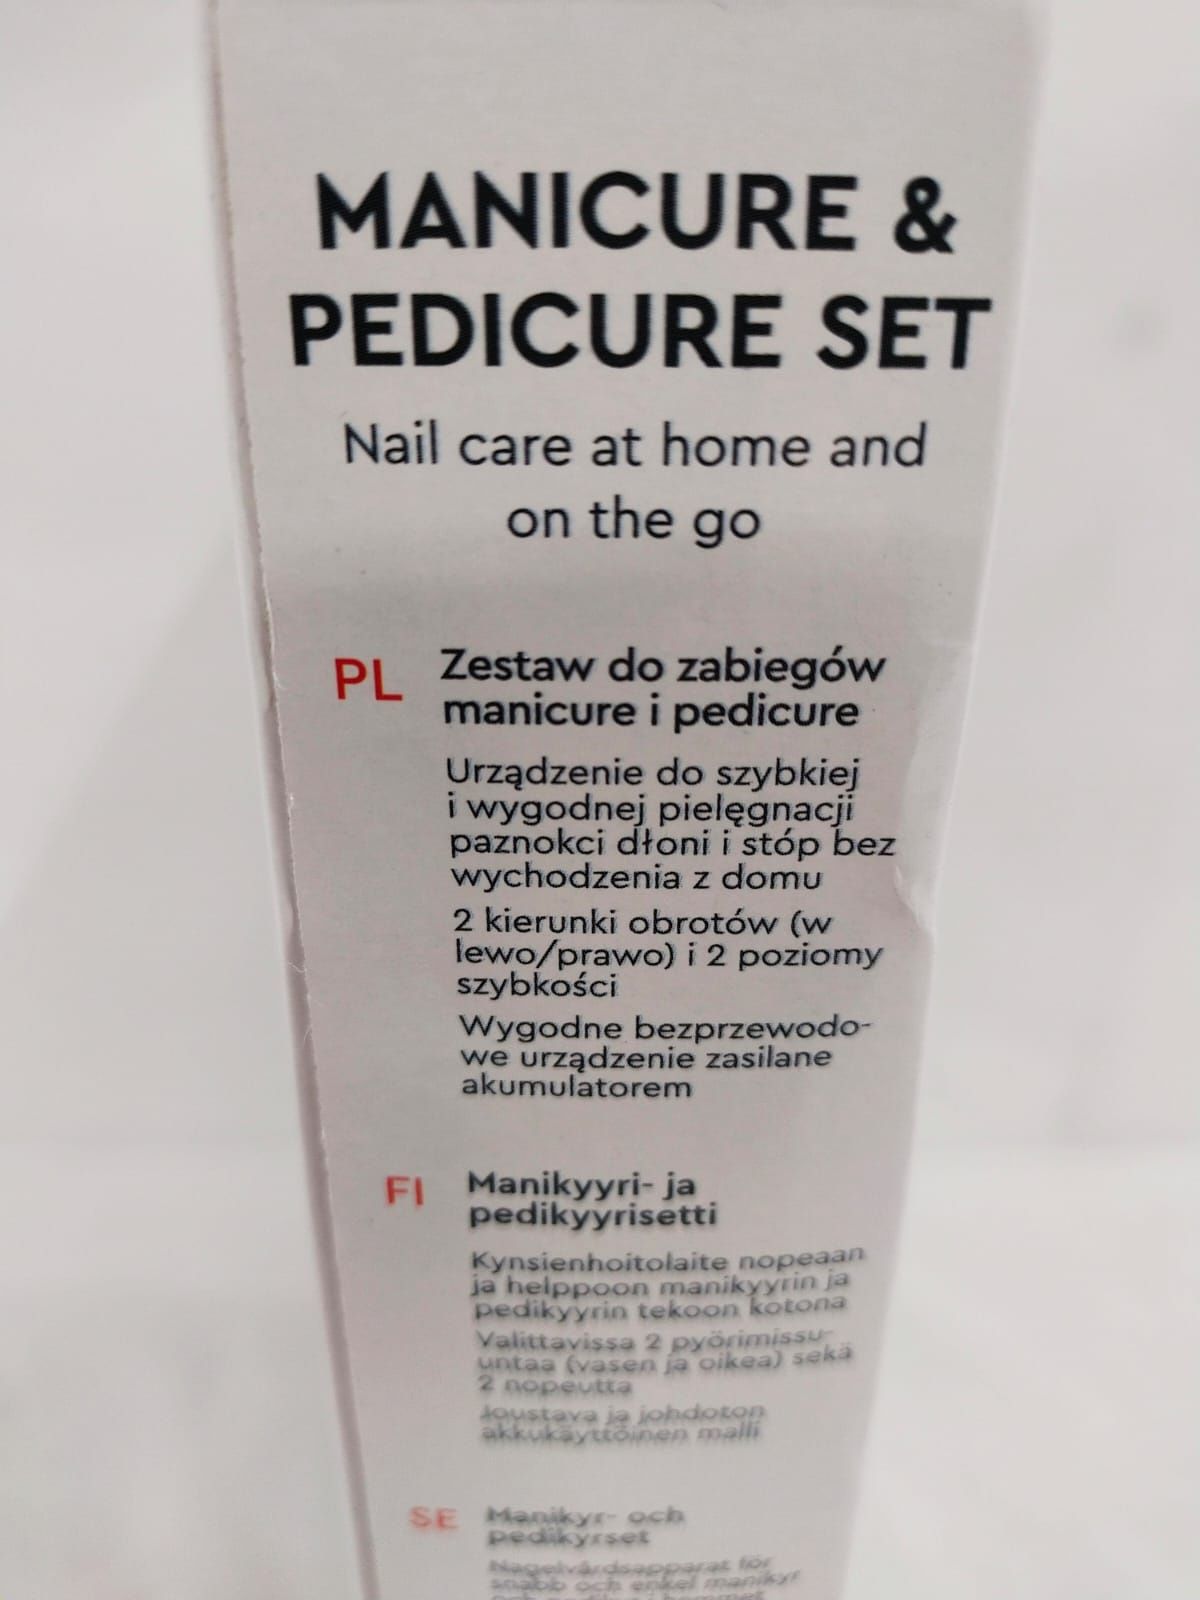 MANICURE &
PEDICURE SET
Nail care at home and
on the go
PL
Zestaw do zabiegów
manicure i pedicure
Urządzenie do szybkiej
i wygodnej pielęgnacji
paznokci dłoni i stóp bez
wychodzenia z domu
2 kierunki obrotów (w
lewo/prawo) i 2 poziomy
szybkości
Wygodne bezprzewodo-
we urządzenie zasilane
akumulatorem
FI
Manikyyri- ja
pedikyyrisetti
Kynsienhoitolaite nopeaan
ja helppoon manikyyrin ja
pedikyyrin tekoon kotona
Valittavissa 2 pyörimissu-
untaa (vasen ja oikea) sekä
2 nopeutta
Joustava ja johdoton
akkukäyttöinen malli
SE
Manikyr- och
pedikyrset
Nagelvårdsapparat för
snabb och enkel manikyr